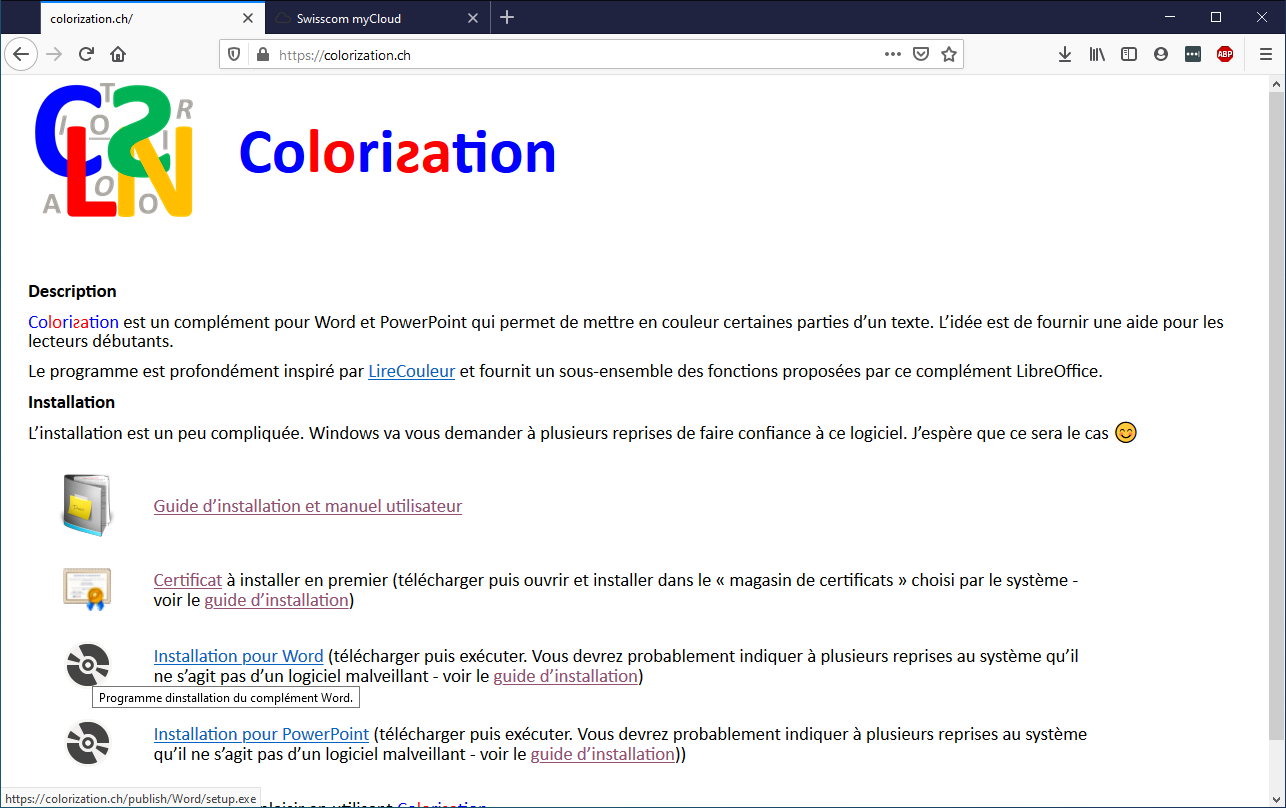 colorization.ch/
Swisscom myCloud
https://colorization.ch
ABP
C T S R
I O I
L I N
A O O
Colorisation
Description
Colorisation est un complément pour Word et PowerPoint qui permet de mettre en couleur certaines parties d’un texte. L’idée est de fournir une aide pour les
lecteurs débutants.
Le programme est profondément inspiré par LireCouleur et fournit un sous-ensemble des fonctions proposées par ce complément LibreOffice.
Installation
L’installation est un peu compliquée. Windows va vous demander à plusieurs reprises de faire confiance à ce logiciel. J’espère que ce sera le cas 😊
Guide d’installation et manuel utilisateur
Certificat à installer en premier (télécharger puis ouvrir et installer dans le « magasin de certificats » choisi par le système -
voir le guide d’installation)
Installation pour Word (télécharger puis exécuter. Vous devrez probablement indiquer à plusieurs reprises au système qu’il
ne s’agit pas d’un logiciel malveillant - voir le guide d’installation)
Programme dinstallation du complément Word.
Installation pour PowerPoint (télécharger puis exécuter. Vous devrez probablement indiquer à plusieurs reprises au système
qu’il ne s’agit pas d’un logiciel malveillant - voir le guide d’installation))
https://colorization.ch/publish/Word/setup.exe
en utilisant Colorisation